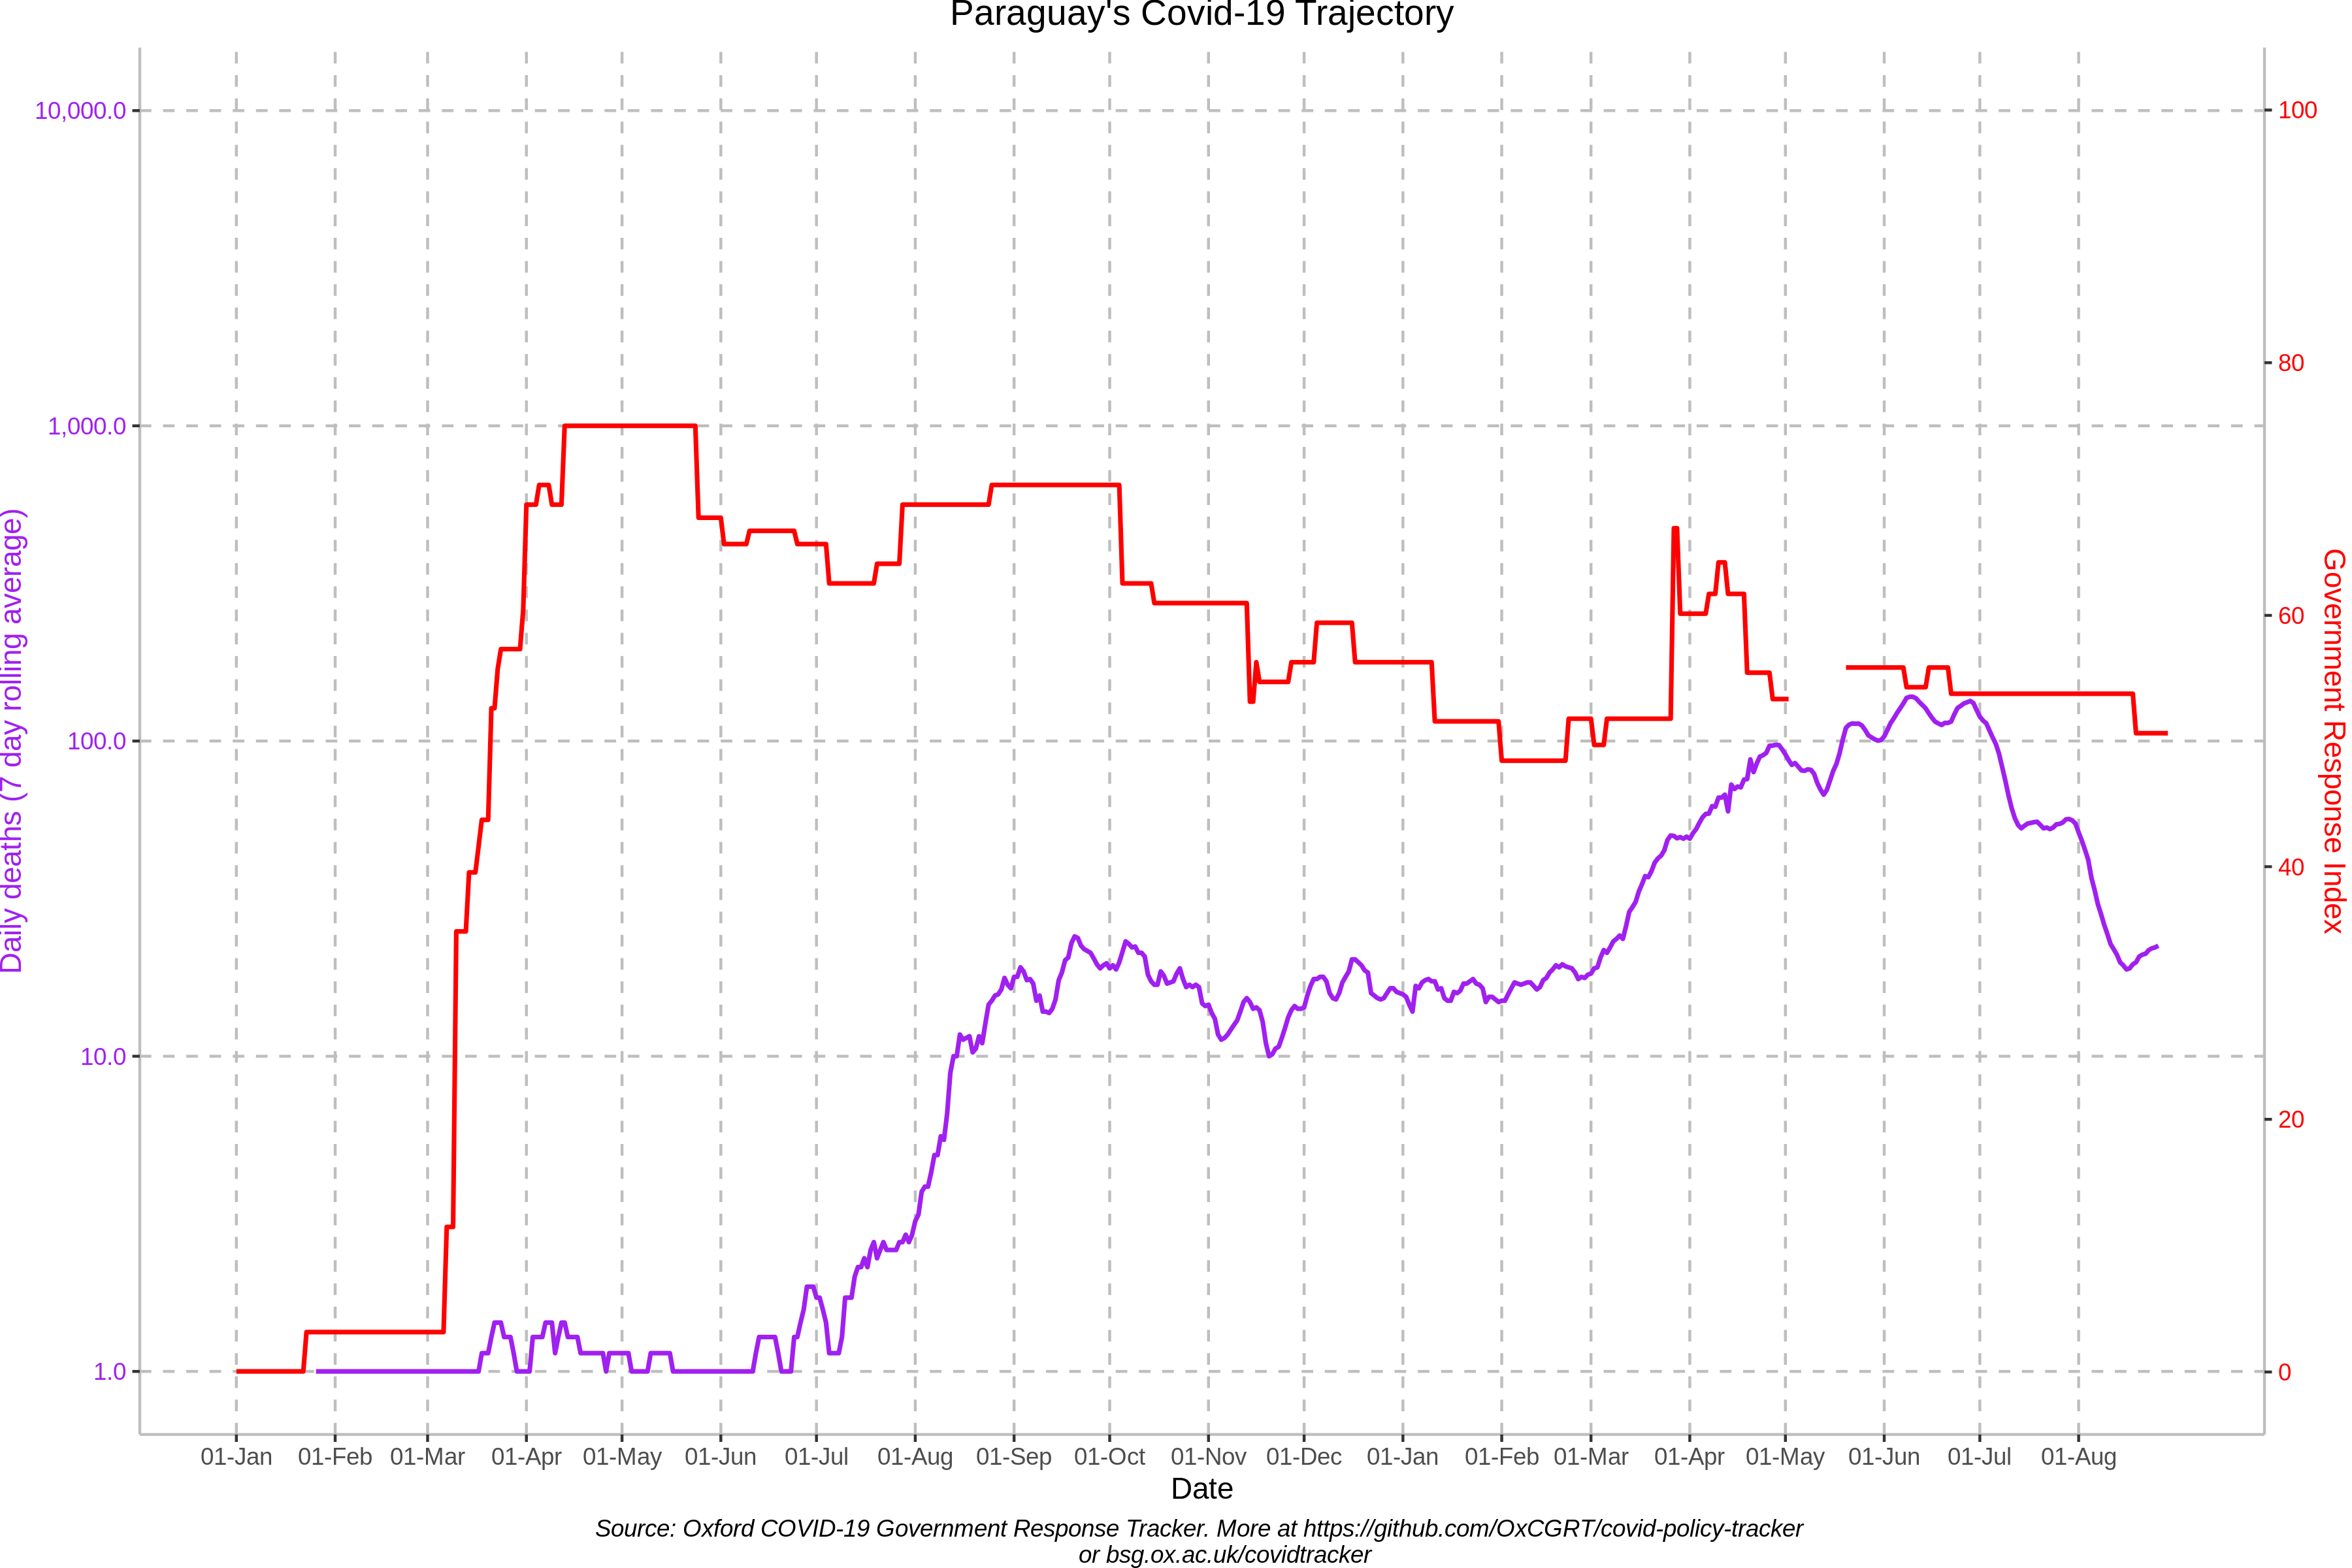 Paraguay's Covid-19 Trajectory
10,000.0
1,000.0
100.0
10.0
1.0
Daily deaths (7 day rolling average)
100
80
60
40
20
0
Government Response Index
01-Jan 01-Feb 01-Mar 01-Apr 01-May 01-Jun 01-Jul 01-Aug 01-Sep 01-Oct 01-Nov 01-Dec 01-Jan 01-Feb 01-Mar 01-Apr 01-May 01-Jun 01-Jul 01-Aug
Date
Source: Oxford COVID-19 Government Response Tracker. More at https://github.com/OxCGRT/covid-policy-tracker
or bsg.ox.ac.uk/covidtracker